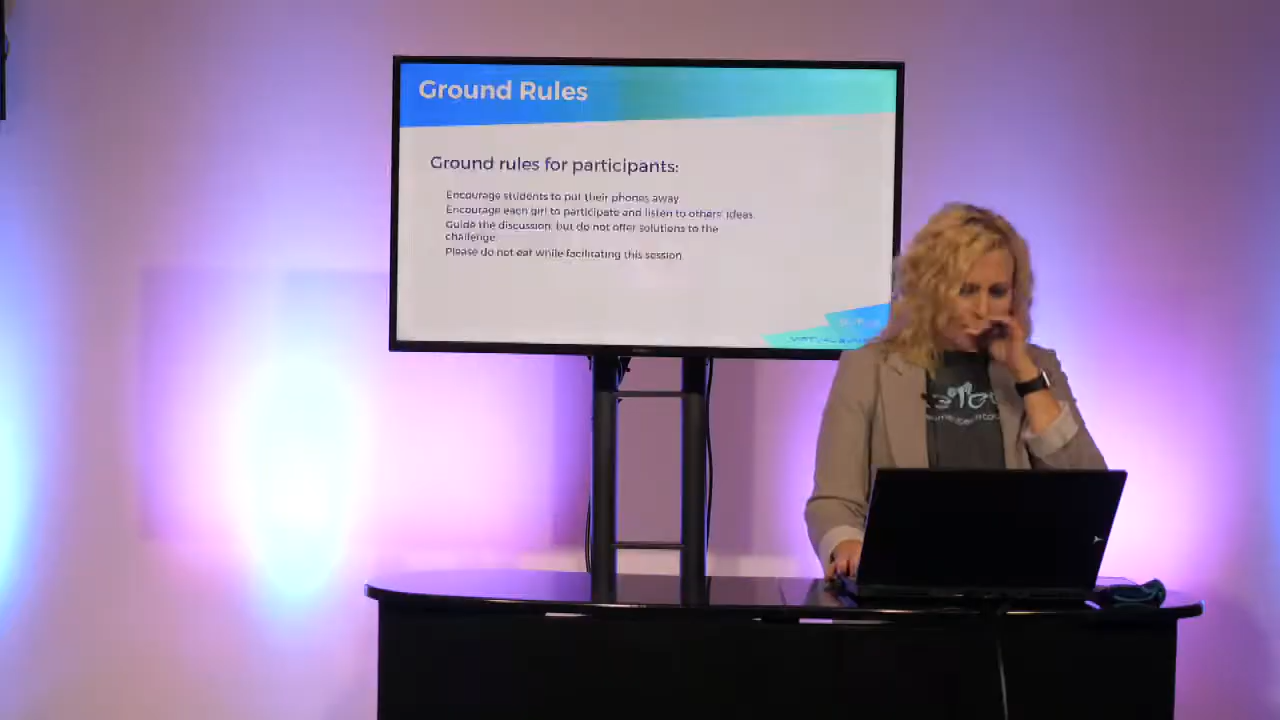 Ground Rules
Ground rules for participants:
Encourage students to put their phones away
Encourage each girl to participate and listen to others' ideas.
Guide the discussion, but do not offer solutions to the
challenge.
Please do not eat while facilitating this session.